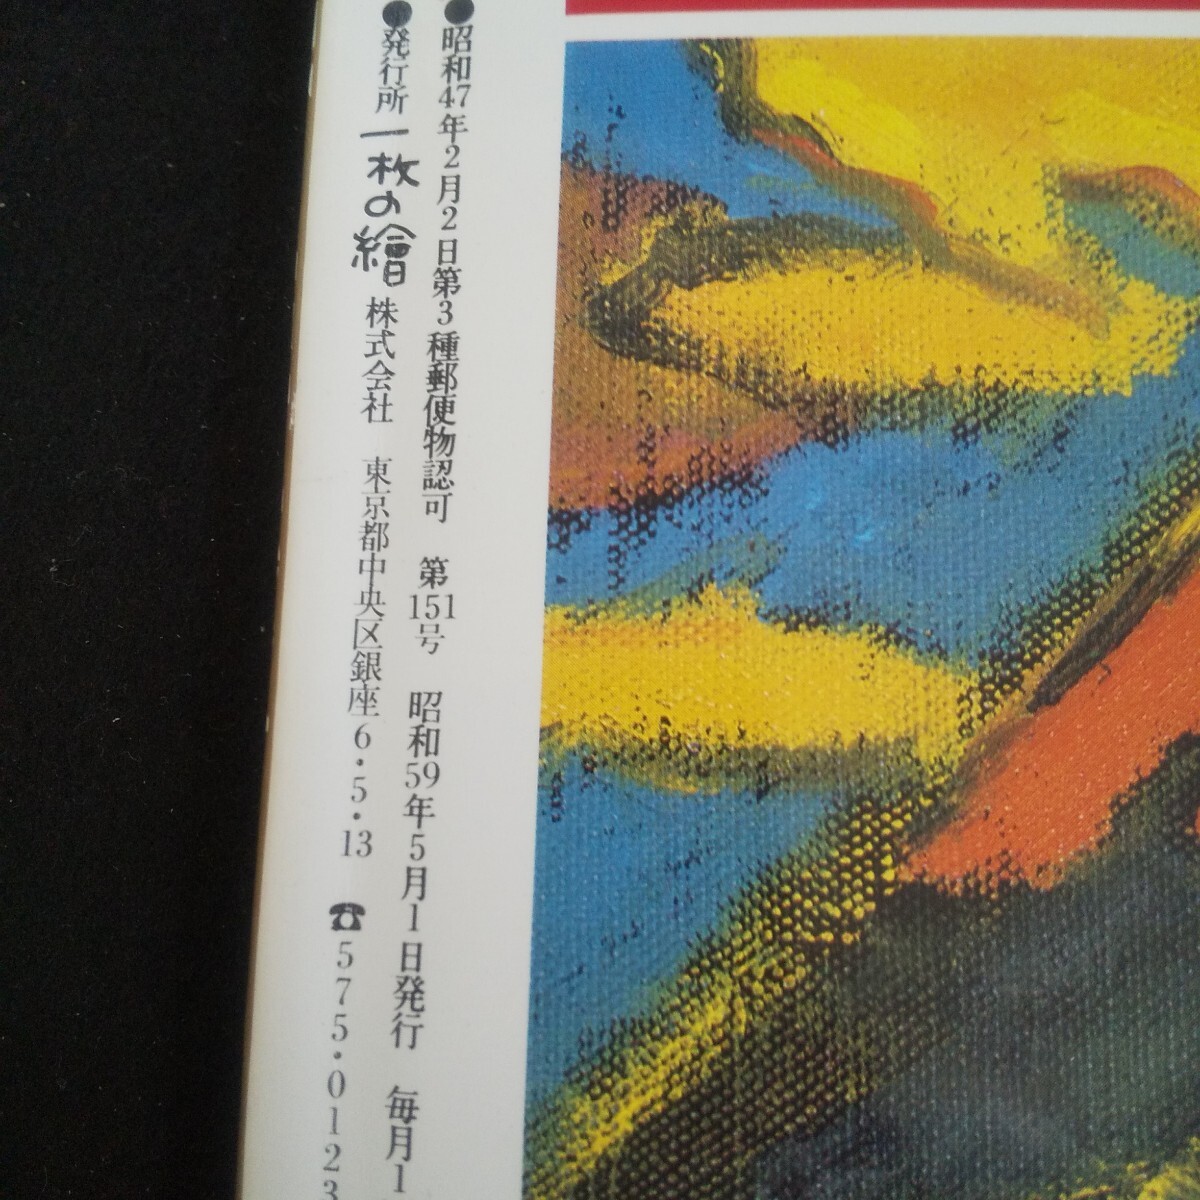 ●昭和47年2月2日第3種郵便物認可　第151号　昭和59年5月1日発行　毎月1
●発行所 一枚の繪 株式会社　東京都中央区銀座6・5・13 ☎575・0123